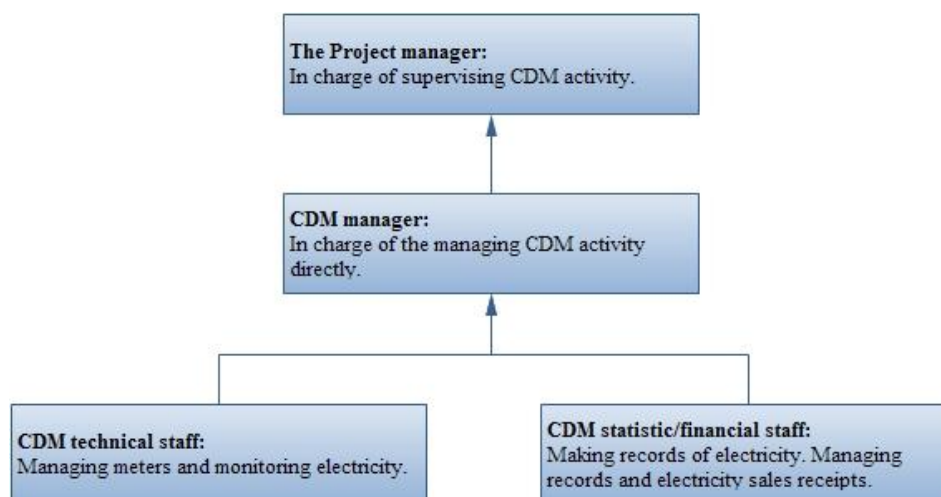 The Project manager:
In charge of supervising CDM activity.
CDM manager:
In charge of the managing CDM activity
directly.
CDM technical staff:
Managing meters and monitoring electricity.
CDM statistic/financial staff:
Making records of electricity. Managing
records and electricity sales receipts.